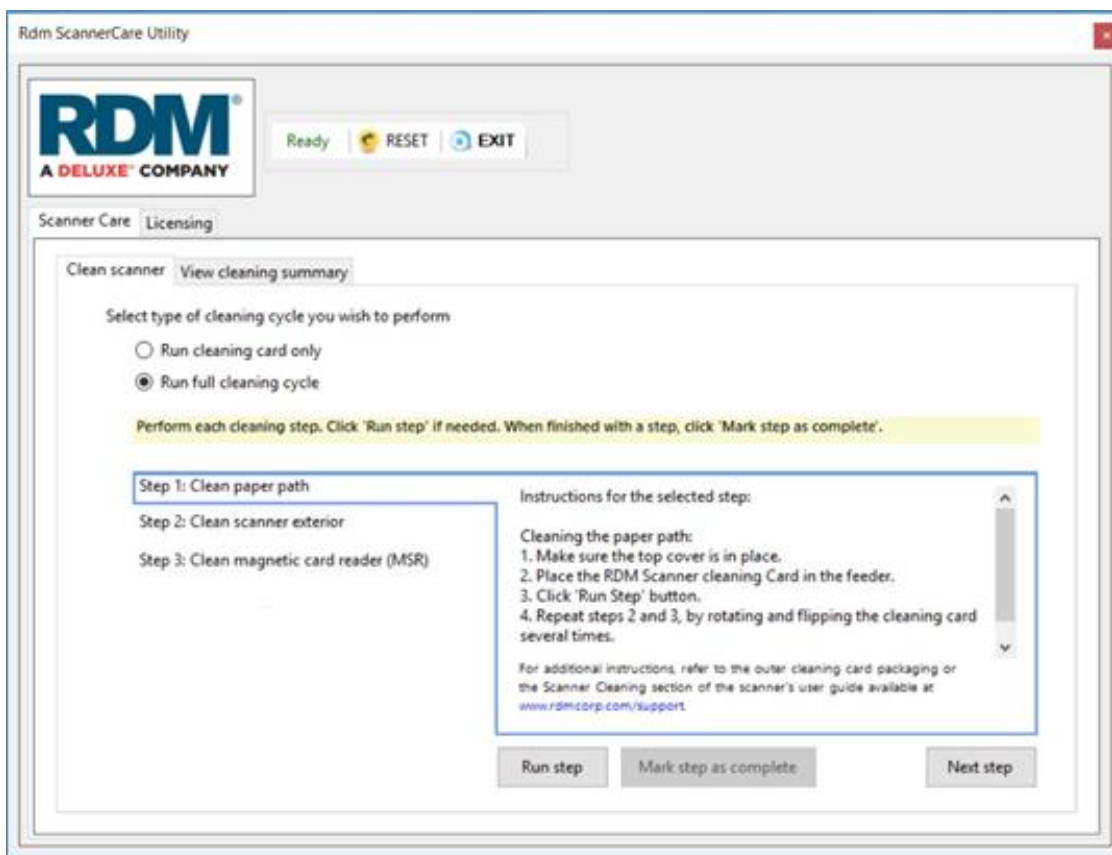 Rdm ScannerCare Utility
RDM®
A DELUXE® COMPANY
Ready RESET EXIT
Scanner Care Licensing
Clean scanner View cleaning summary
Select type of cleaning cycle you wish to perform
Run cleaning card only
Run full cleaning cycle
Perform each cleaning step. Click 'Run step' if needed. When finished with a step, click 'Mark step as complete'.
Step 1: Clean paper path
Step 2: Clean scanner exterior
Step 3: Clean magnetic card reader (MSR)
Instructions for the selected step:
Cleaning the paper path:
1. Make sure the top cover is in place.
2. Place the RDM Scanner cleaning Card in the feeder.
3. Click 'Run Step' button.
4. Repeat steps 2 and 3, by rotating and flipping the cleaning card
several times.
For additional instructions, refer to the outer cleaning card packaging or
the Scanner Cleaning section of the scanner's user guide available at
www.rdmcorp.com/support.
Run step Mark step as complete Next step